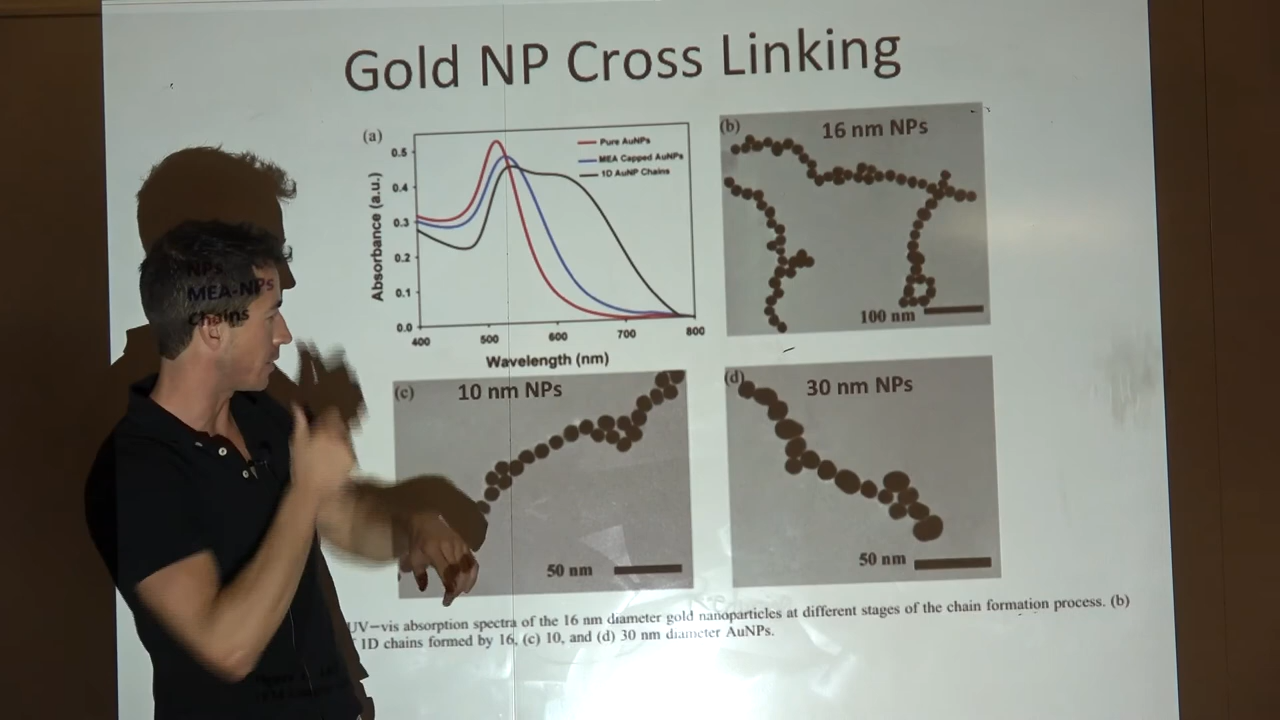 Gold NP Cross Linking
(a)
Pure AuNPs
MEA Capped AuNPs
1D AuNP Chains
Absorbance (a.u.)
0.5
0.4
0.3
0.2
0.1
0.0
400 500 600 700 800
Wavelength (nm)
(b)
16 nm NPs
100 nm
NPs
MEA-NPs
Chains
(c)
10 nm NPs
50 nm
(d)
30 nm NPs
50 nm
UV-vis absorption spectra of the 16 nm diameter gold nanoparticles at different stages of the chain formation process. (b)
1D chains formed by 16, (c) 10, and (d) 30 nm diameter AuNPs.